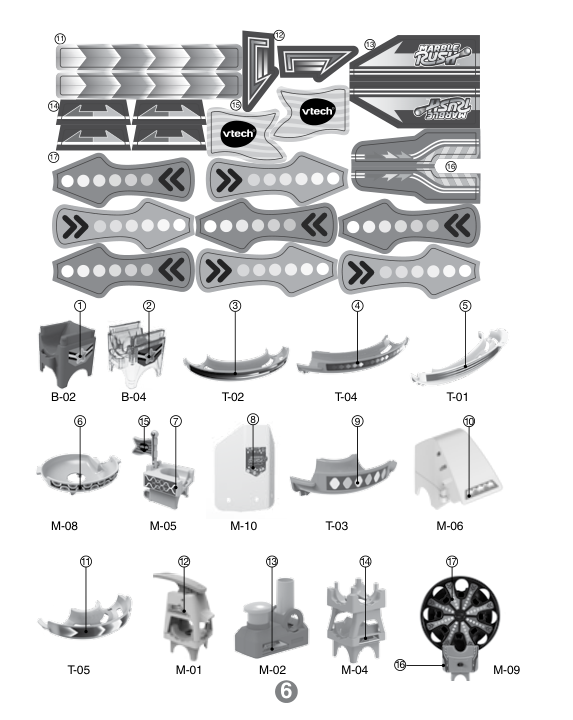 11
12
13
MARBLE RUSH
14
15
vtech
vtech
MARBLE RUSH
16
17
1
2
3
4
5
B-02
B-04
T-02
T-04
T-01
6
15
7
8
9
10
M-08
M-05
M-10
T-03
M-06
11
12
13
14
17
16
T-05
M-01
M-02
M-04
M-09
6